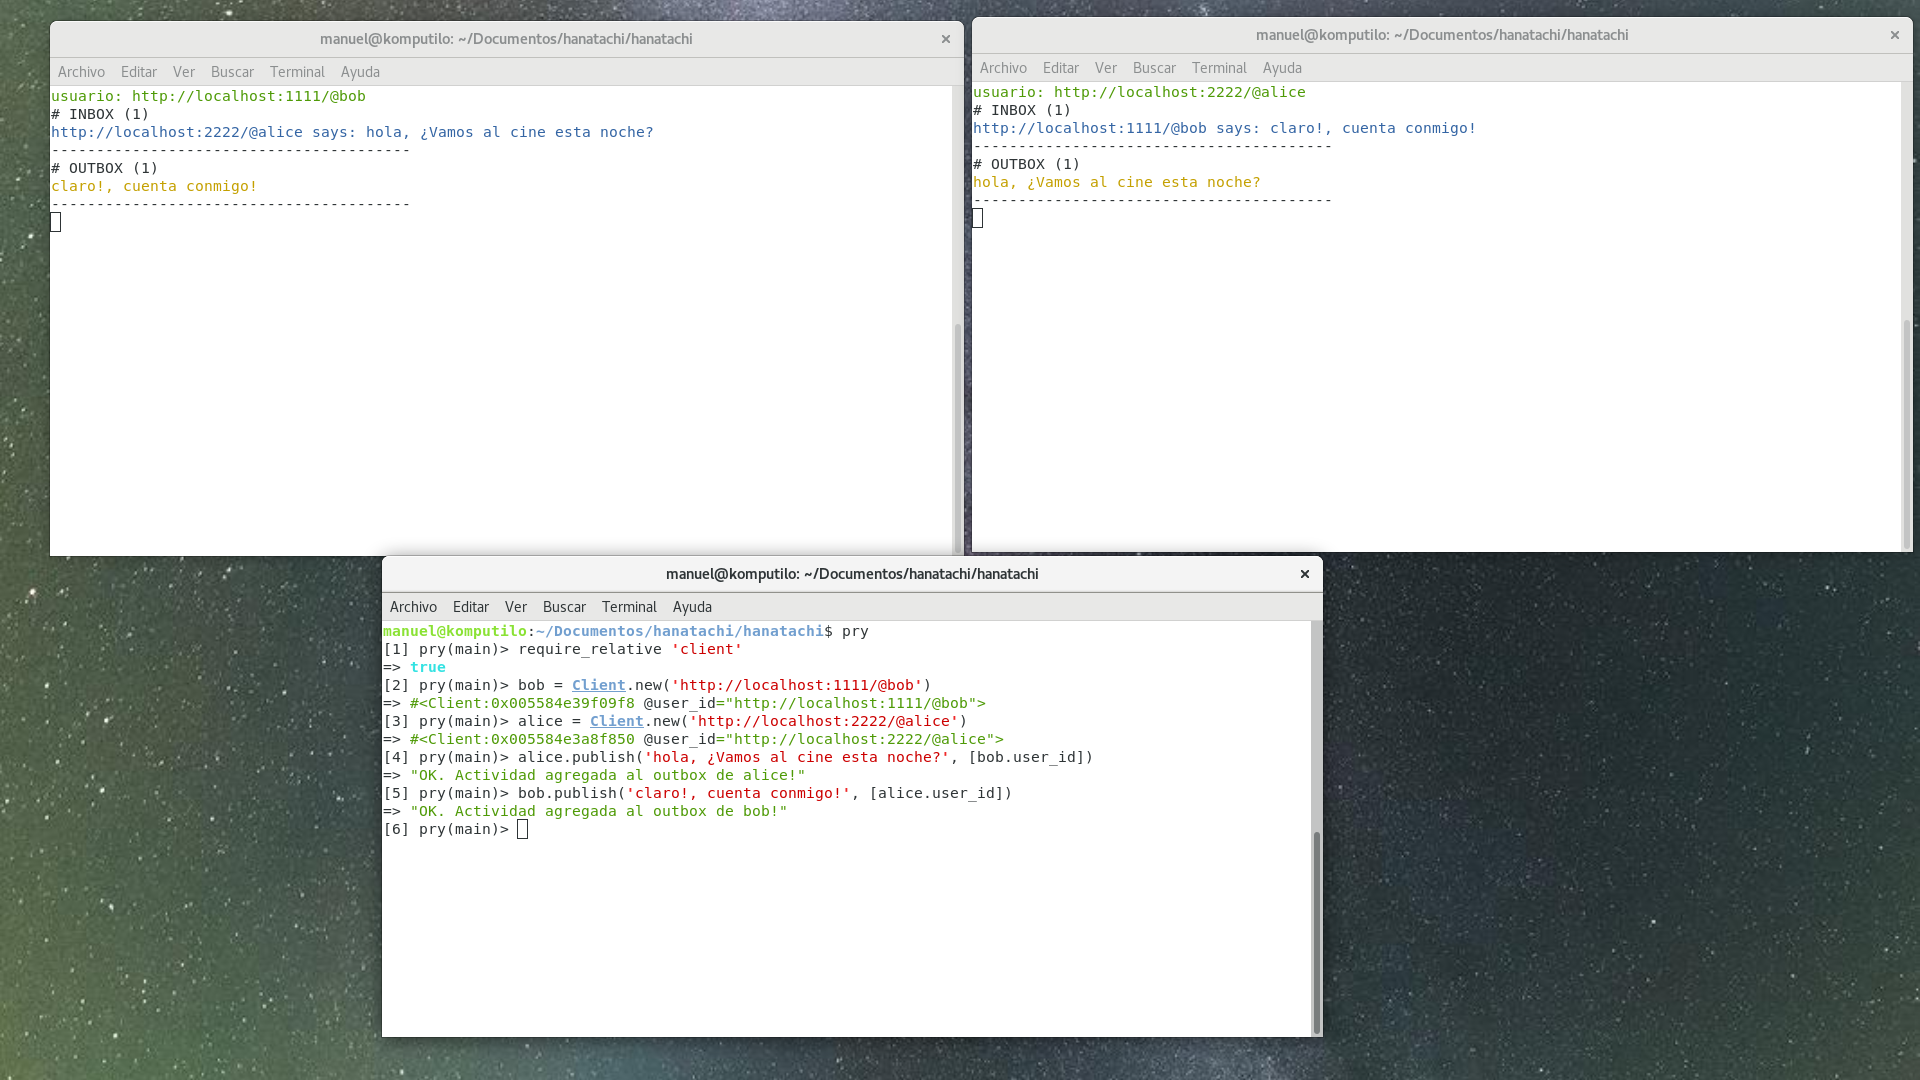 manuel@komputilo: ~/Documentos/hanatachi/hanatachi ×
Archivo Editar Ver Buscar Terminal Ayuda
usuario: http://localhost:1111/@bob
# INBOX (1)
http://localhost:2222/@alice says: hola, ¿Vamos al cine esta noche?
----------------------------------------
# OUTBOX (1)
claro!, cuenta conmigo!
----------------------------------------
manuel@komputilo: ~/Documentos/hanatachi/hanatachi ×
Archivo Editar Ver Buscar Terminal Ayuda
usuario: http://localhost:2222/@alice
# INBOX (1)
http://localhost:1111/@bob says: claro!, cuenta conmigo!
----------------------------------------
# OUTBOX (1)
hola, ¿Vamos al cine esta noche?
----------------------------------------
manuel@komputilo: ~/Documentos/hanatachi/hanatachi ×
Archivo Editar Ver Buscar Terminal Ayuda
manuel@komputilo:~/Documentos/hanatachi/hanatachi$ pry
[1] pry(main)> require_relative 'client'
=> true
[2] pry(main)> bob = Client.new('http://localhost:1111/@bob')
=> #<Client:0x005584e39f09f8 @user_id="http://localhost:1111/@bob">
[3] pry(main)> alice = Client.new('http://localhost:2222/@alice')
=> #<Client:0x005584e3a8f850 @user_id="http://localhost:2222/@alice">
[4] pry(main)> alice.publish('hola, ¿Vamos al cine esta noche?', [bob.user_id])
=> "OK. Actividad agregada al outbox de alice!"
[5] pry(main)> bob.publish('claro!, cuenta conmigo!', [alice.user_id])
=> "OK. Actividad agregada al outbox de bob!"
[6] pry(main)>